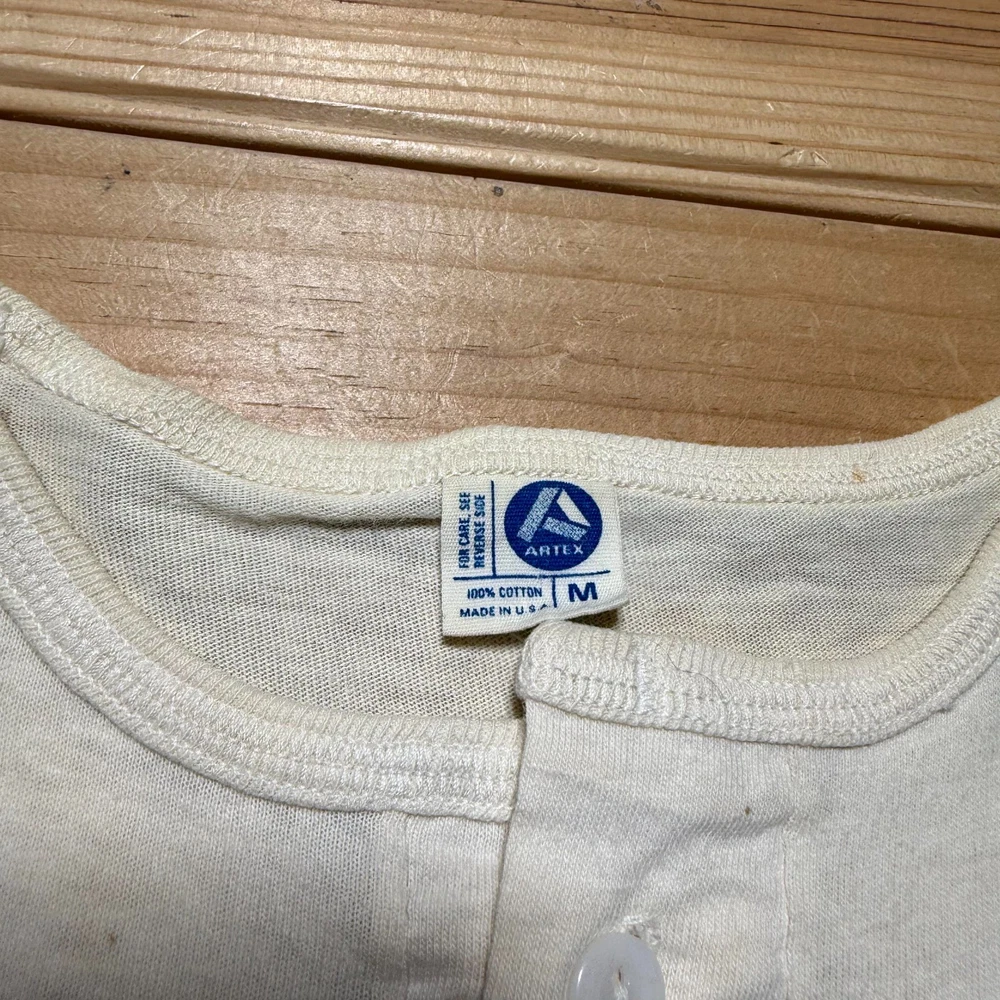 FOR CARE, SEE
REVERSE SIDE
ARTEX
100% COTTON
MADE IN U.S.A.
M